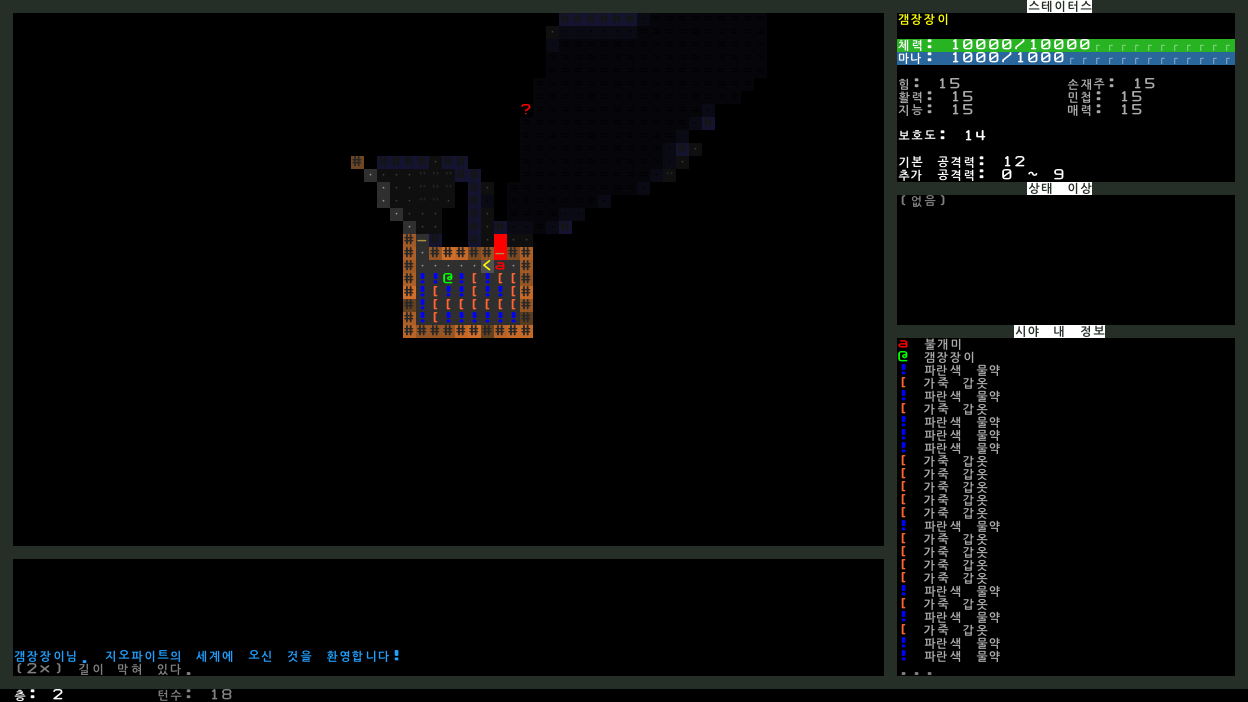 스테이터스
갬장장이
체력: 10000/10000
마나: 1000/1000
힘: 15 손재주: 15
활력: 15 민첩: 15
지능: 15 매력: 15
보호도: 14
기본 공격력: 12
추가 공격력: 0 ~ 9
상태 이상
(없음)
시야 내 정보
a 불개미
@ 갬장장이
! 파란색 물약
[ 가죽 갑옷
! 파란색 물약
[ 가죽 갑옷
! 파란색 물약
! 파란색 물약
! 파란색 물약
[ 가죽 갑옷
[ 가죽 갑옷
[ 가죽 갑옷
[ 가죽 갑옷
[ 가죽 갑옷
! 파란색 물약
[ 가죽 갑옷
[ 가죽 갑옷
[ 가죽 갑옷
[ 가죽 갑옷
! 파란색 물약
[ 가죽 갑옷
! 파란색 물약
[ 가죽 갑옷
! 파란색 물약
! 파란색 물약
...
갬장장이님, 지오파이트의 세계에 오신 것을 환영합니다!
(2×) 길이 막혀 있다.
층: 2 턴수: 18